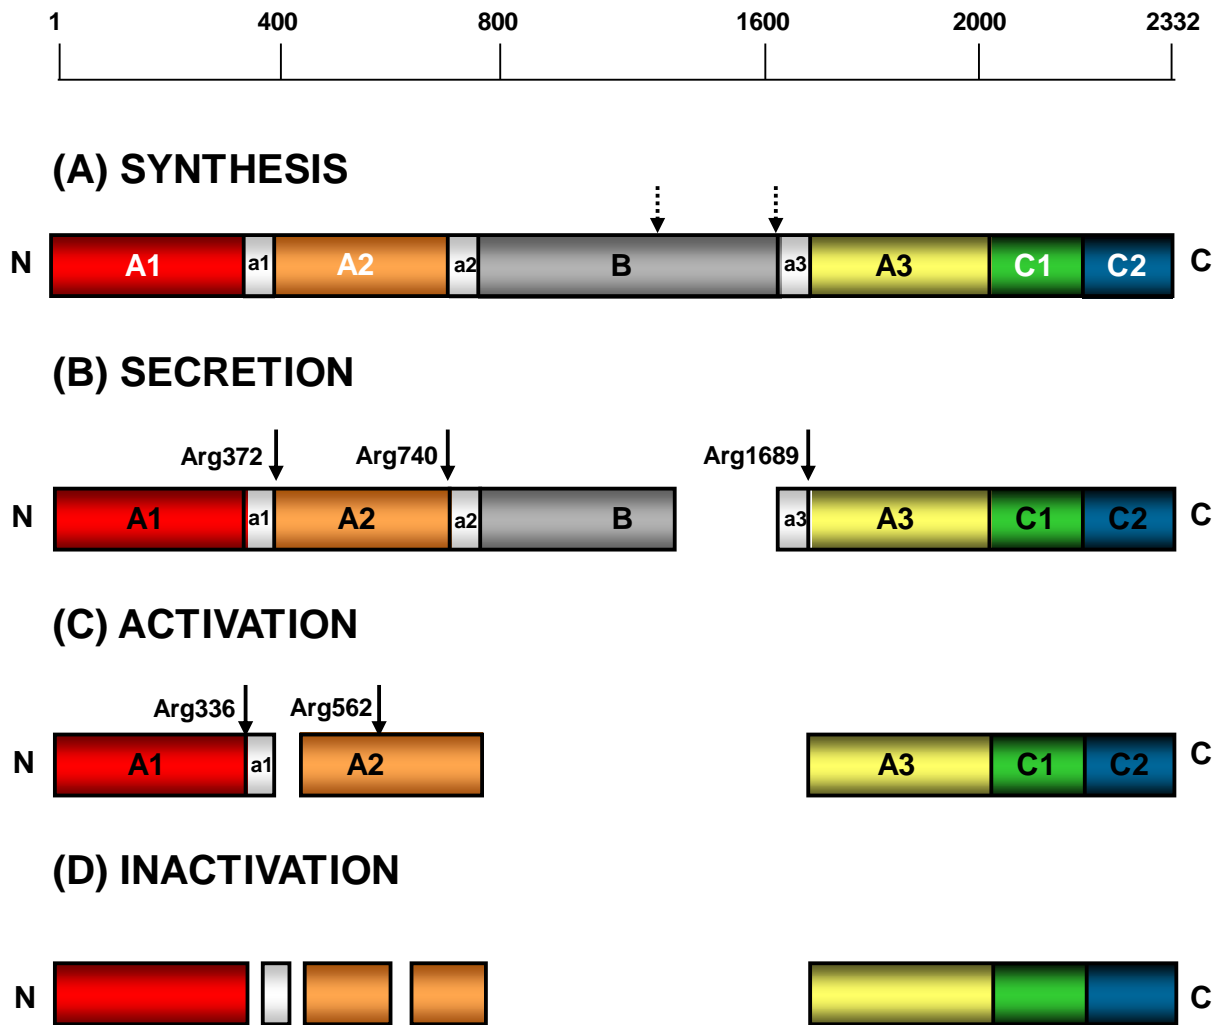 1 400 800 1600 2000 2332
(A) SYNTHESIS
N A1 a1 A2 a2 B a3 A3 C1 C2 C
(B) SECRETION
Arg372 Arg740 Arg1689
N A1 a1 A2 a2 B a3 A3 C1 C2 C
(C) ACTIVATION
Arg336 Arg562
N A1 a1 A2 A3 C1 C2 C
(D) INACTIVATION
N C